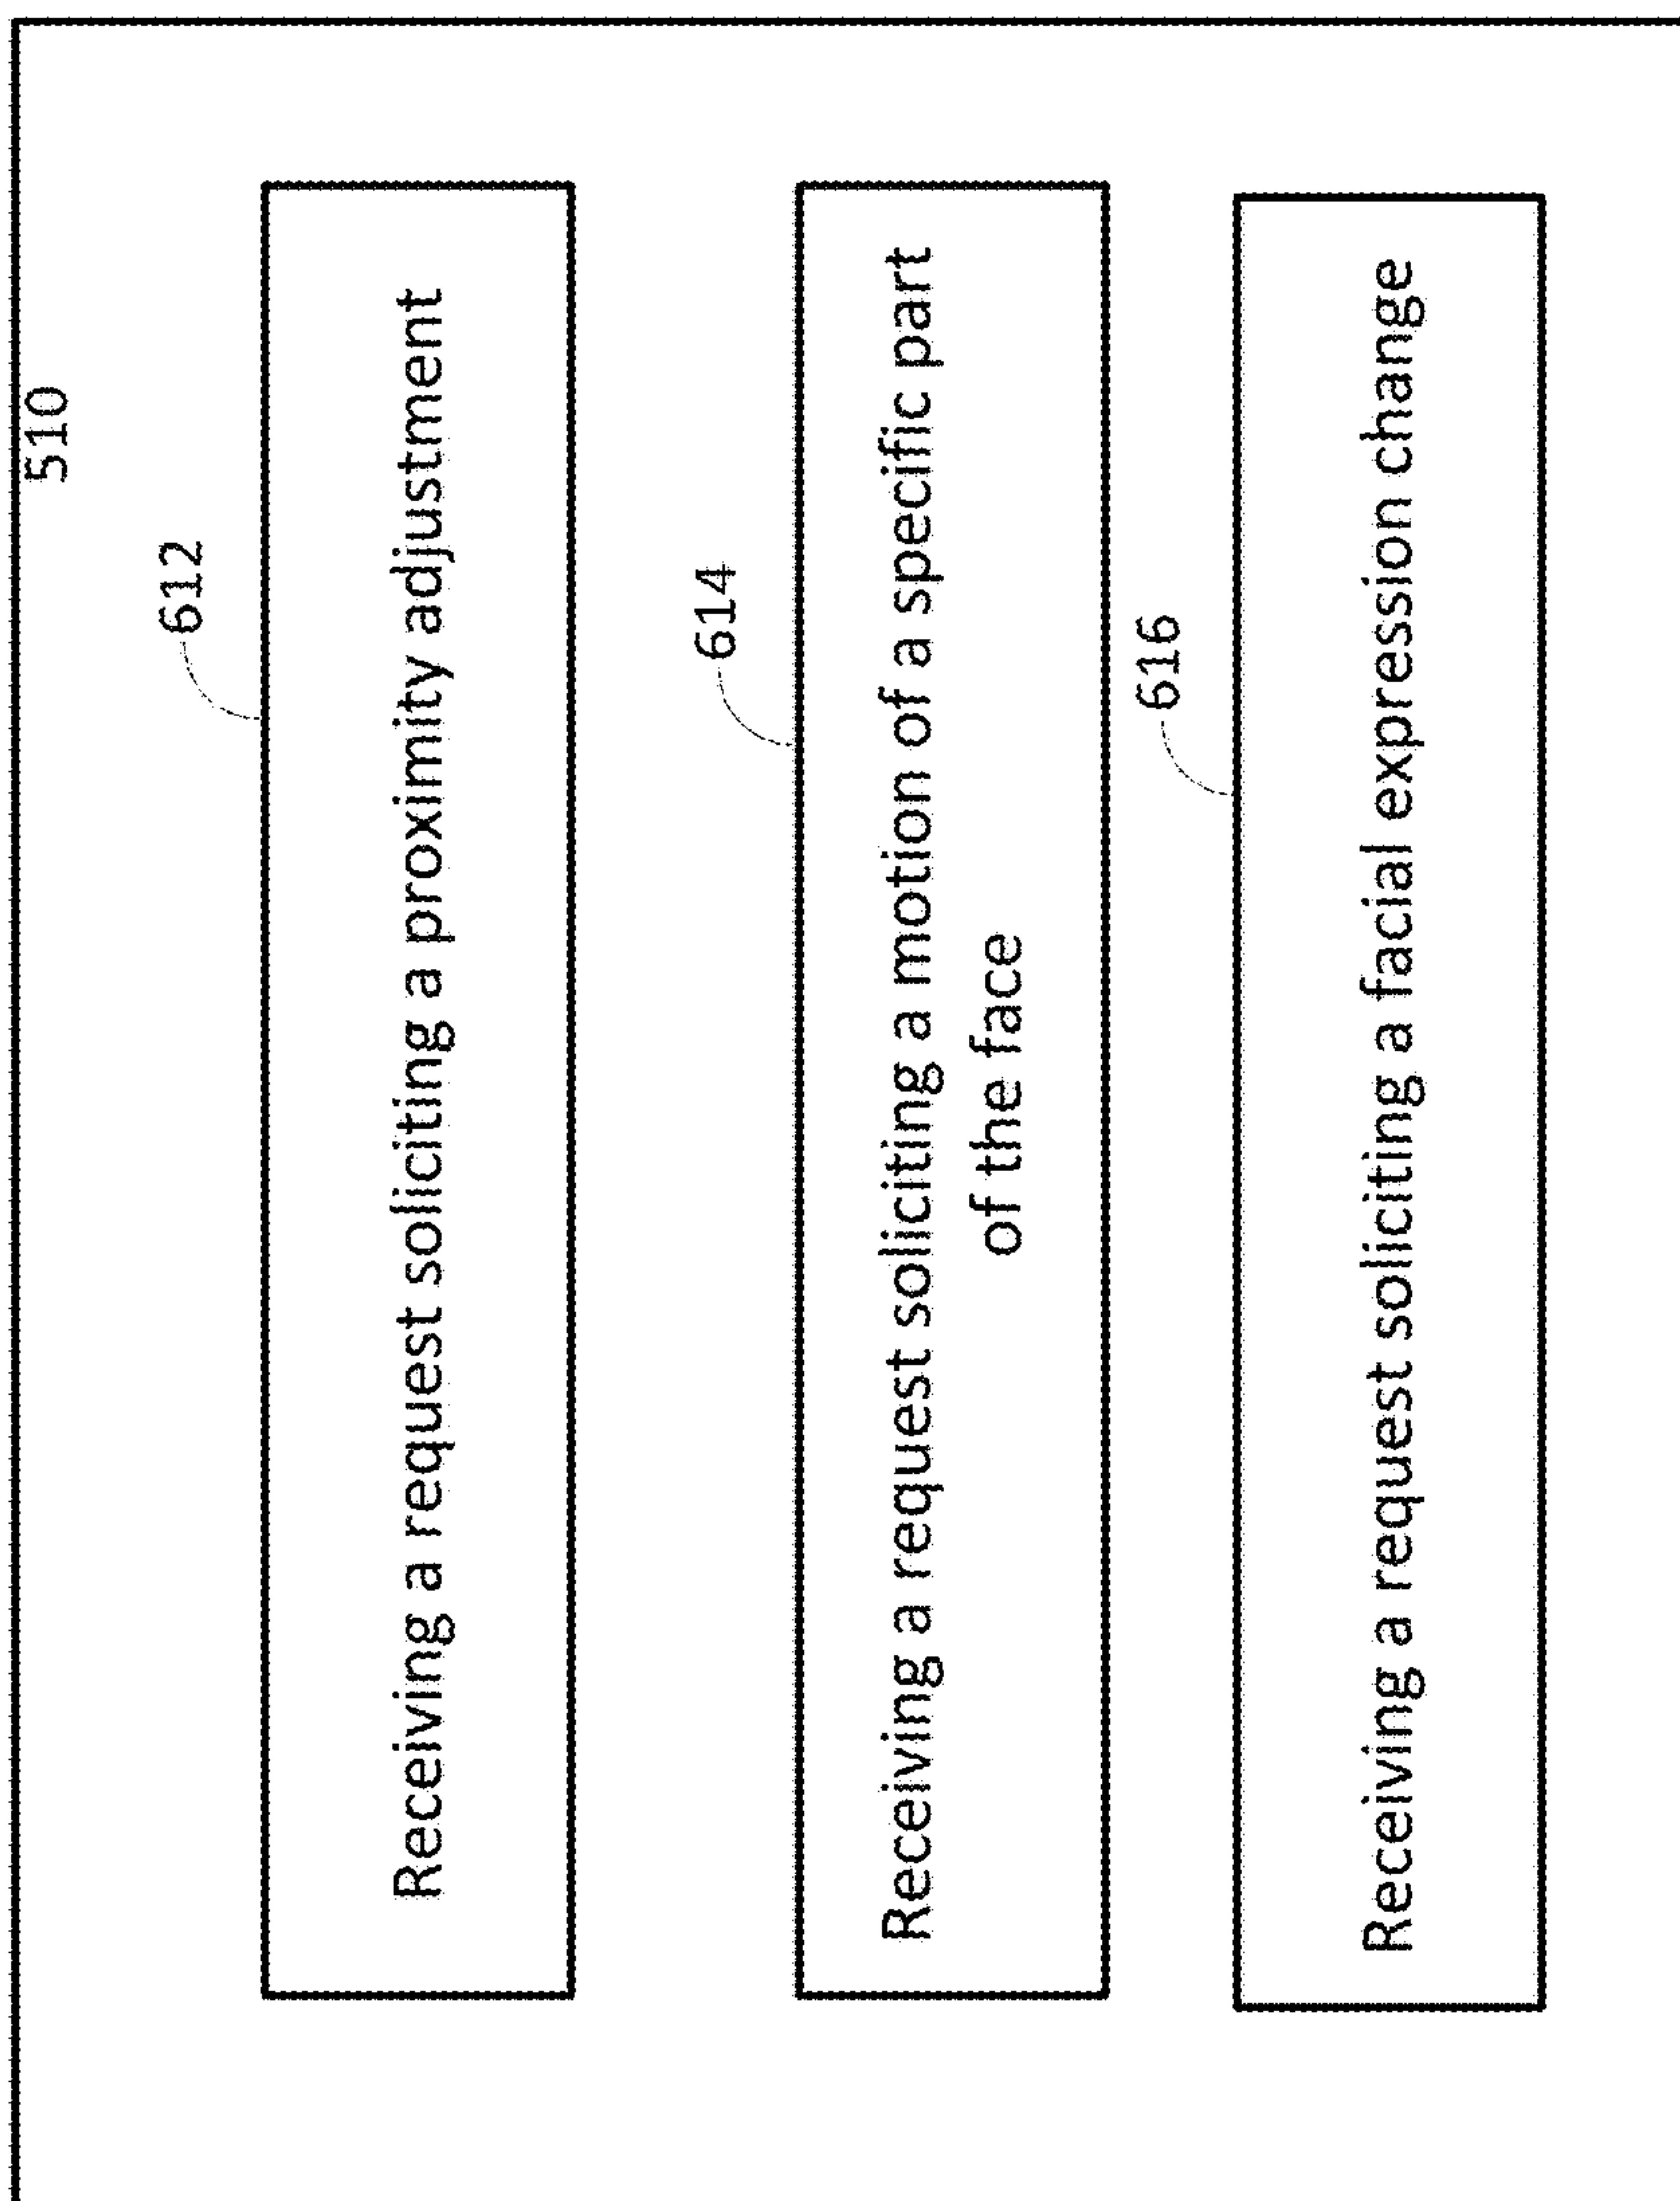 510
612
Receiving a request soliciting a proximity adjustment
614
Receiving a request soliciting a motion of a specific part
of the face
616
Receiving a request soliciting a facial expression change